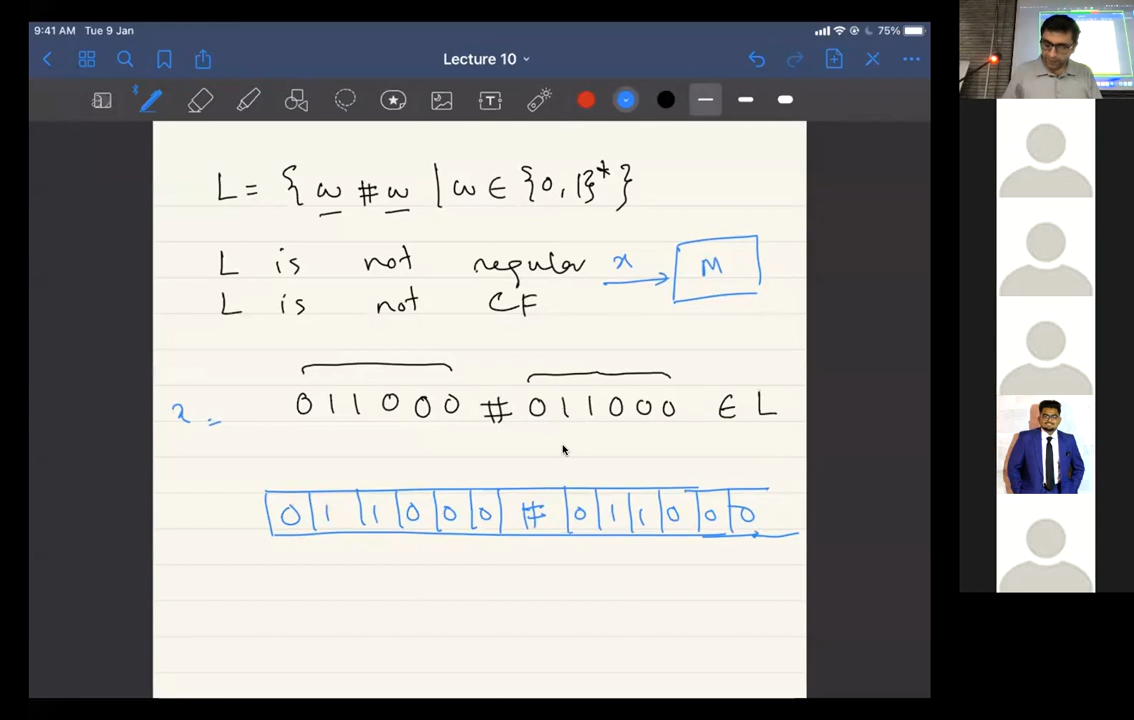 9:41 AM Tue 9 Jan
75%
Lecture 10
L = { w # w | w ∈ {0,1}* }
L is not regular x → M
L is not CF
x = 011000 # 011000 ∈ L
0 1 1 0 0 0 # 0 1 1 0 0 0